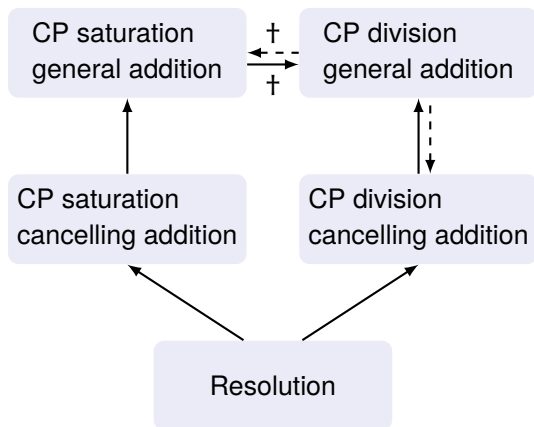 CP saturation
general addition
†
†
CP division
general addition
CP saturation
cancelling addition
CP division
cancelling addition
Resolution